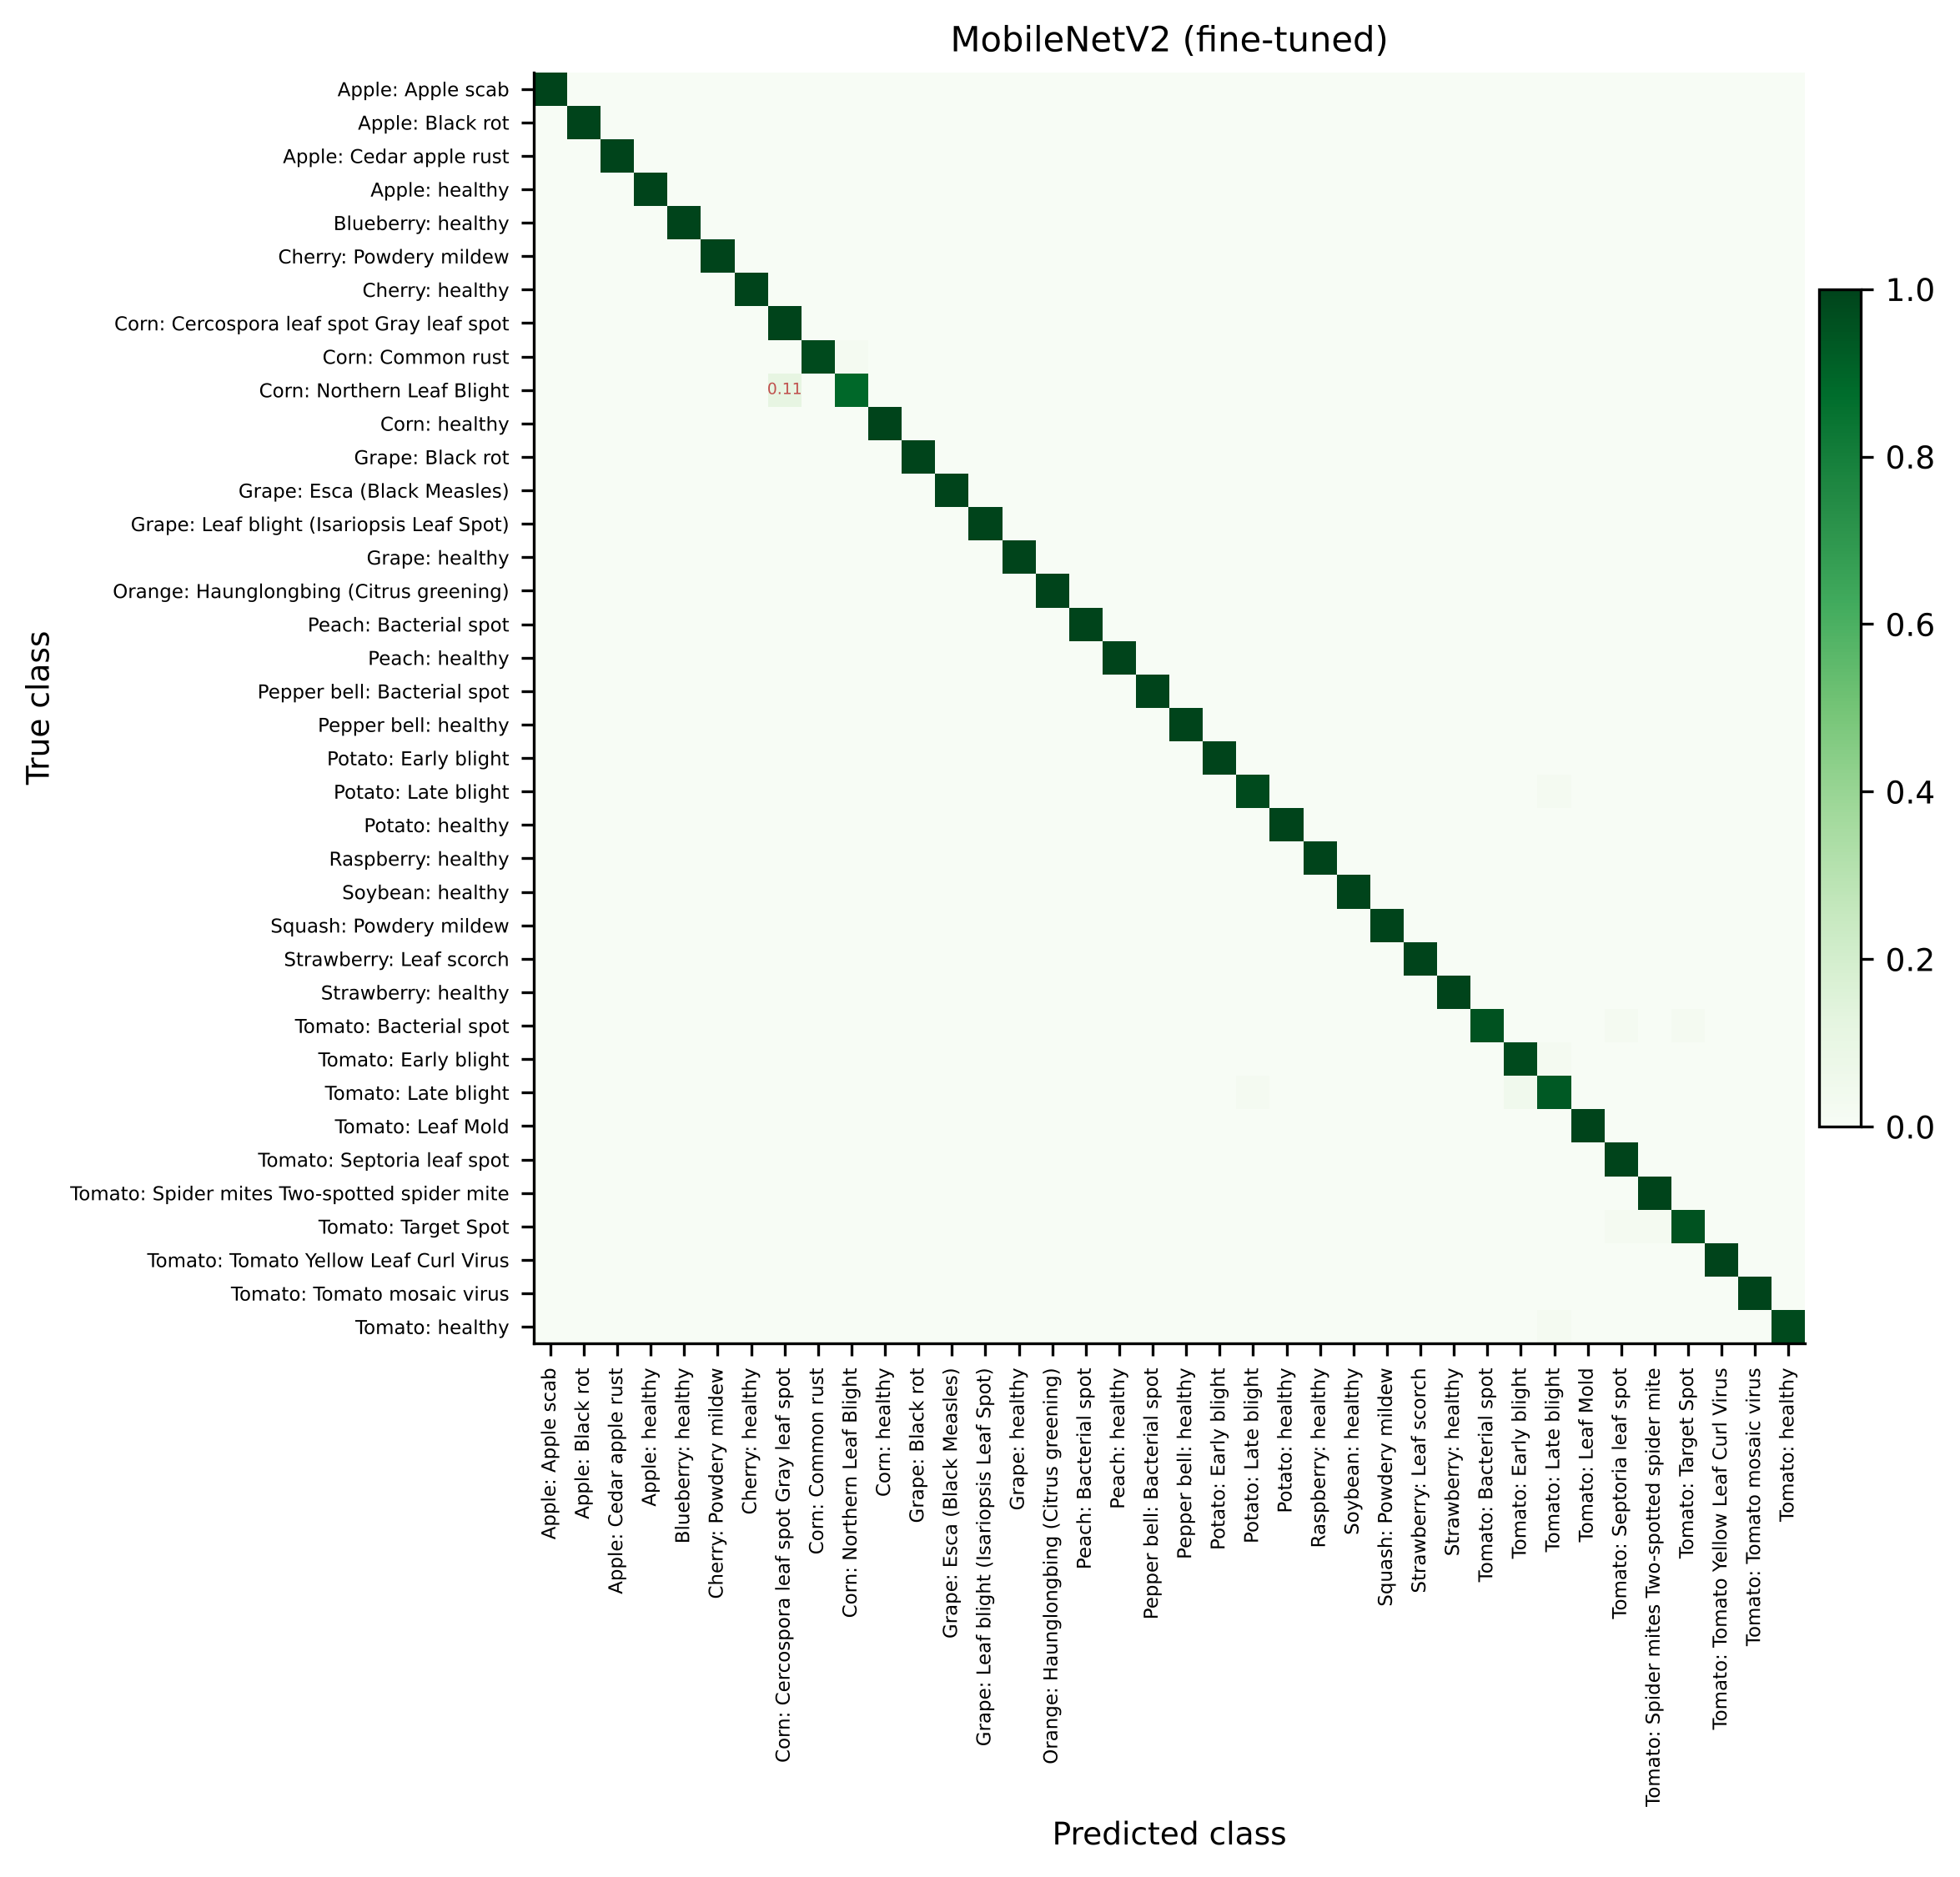 MobileNetV2 (fine-tuned)
True class
Apple: Apple scab
Apple: Black rot
Apple: Cedar apple rust
Apple: healthy
Blueberry: healthy
Cherry: Powdery mildew
Cherry: healthy
Corn: Cercospora leaf spot Gray leaf spot
Corn: Common rust
Corn: Northern Leaf Blight
Corn: healthy
Grape: Black rot
Grape: Esca (Black Measles)
Grape: Leaf blight (Isariopsis Leaf Spot)
Grape: healthy
Orange: Haunglongbing (Citrus greening)
Peach: Bacterial spot
Peach: healthy
Pepper bell: Bacterial spot
Pepper bell: healthy
Potato: Early blight
Potato: Late blight
Potato: healthy
Raspberry: healthy
Soybean: healthy
Squash: Powdery mildew
Strawberry: Leaf scorch
Strawberry: healthy
Tomato: Bacterial spot
Tomato: Early blight
Tomato: Late blight
Tomato: Leaf Mold
Tomato: Septoria leaf spot
Tomato: Spider mites Two-spotted spider mite
Tomato: Target Spot
Tomato: Tomato Yellow Leaf Curl Virus
Tomato: Tomato mosaic virus
Tomato: healthy
0.11
1.0
0.8
0.6
0.4
0.2
0.0
Apple: Apple scab
Apple: Black rot
Apple: Cedar apple rust
Apple: healthy
Blueberry: healthy
Cherry: Powdery mildew
Cherry: healthy
Corn: Cercospora leaf spot Gray leaf spot
Corn: Common rust
Corn: Northern Leaf Blight
Corn: healthy
Grape: Black rot
Grape: Esca (Black Measles)
Grape: Leaf blight (Isariopsis Leaf Spot)
Grape: healthy
Orange: Haunglongbing (Citrus greening)
Peach: Bacterial spot
Peach: healthy
Pepper bell: Bacterial spot
Pepper bell: healthy
Potato: Early blight
Potato: Late blight
Potato: healthy
Raspberry: healthy
Soybean: healthy
Squash: Powdery mildew
Strawberry: Leaf scorch
Strawberry: healthy
Tomato: Bacterial spot
Tomato: Early blight
Tomato: Late blight
Tomato: Leaf Mold
Tomato: Septoria leaf spot
Tomato: Spider mites Two-spotted spider mite
Tomato: Target Spot
Tomato: Tomato Yellow Leaf Curl Virus
Tomato: Tomato mosaic virus
Tomato: healthy
Predicted class